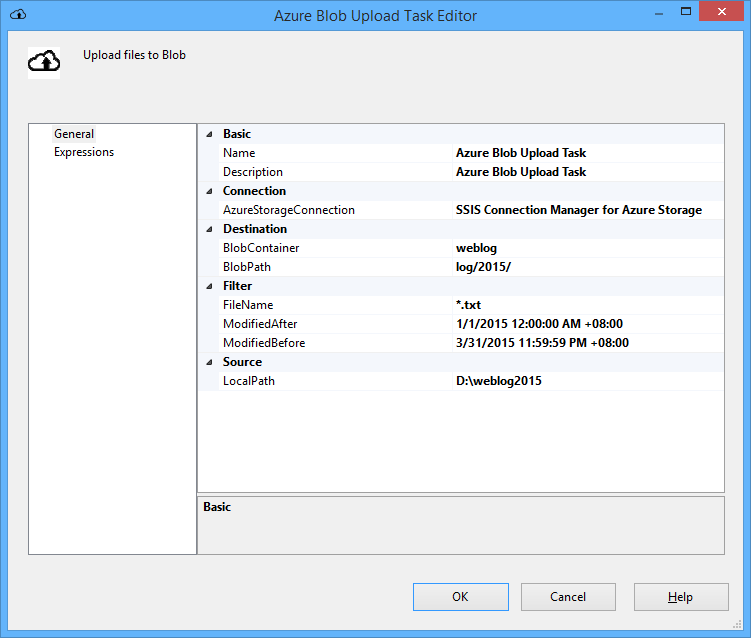 Azure Blob Upload Task Editor
Upload files to Blob
General
Expressions
Basic
Name Azure Blob Upload Task
Description Azure Blob Upload Task
Connection
AzureStorageConnection SSIS Connection Manager for Azure Storage
Destination
BlobContainer weblog
BlobPath log/2015/
Filter
FileName *.txt
ModifiedAfter 1/1/2015 12:00:00 AM +08:00
ModifiedBefore 3/31/2015 11:59:59 PM +08:00
Source
LocalPath D:\weblog2015
Basic
OK Cancel Help